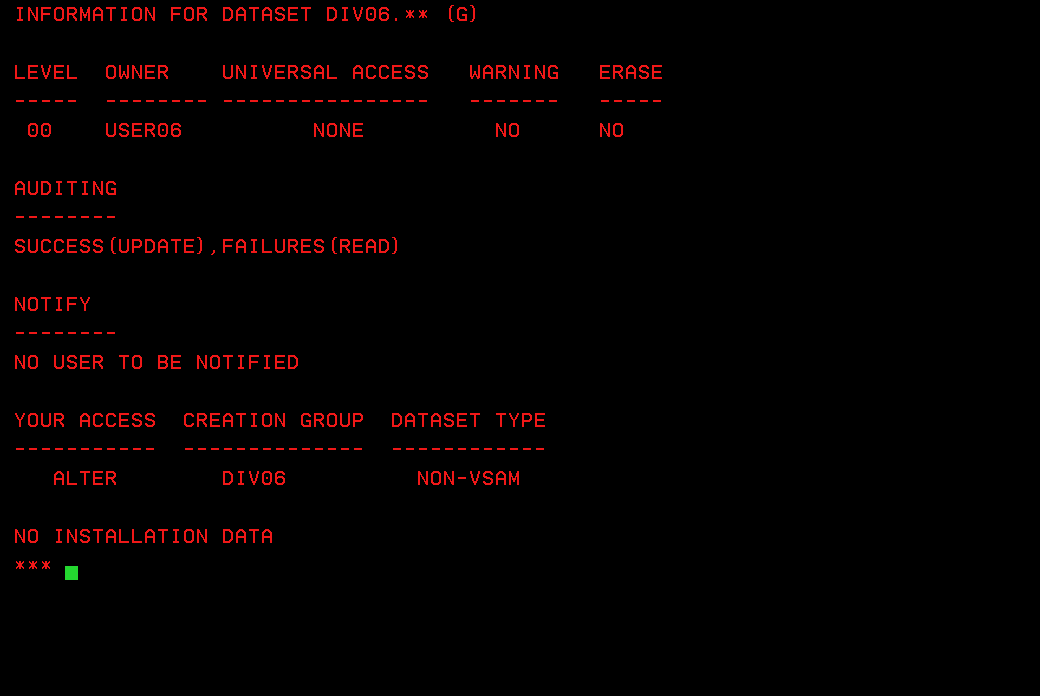 INFORMATION FOR DATASET DIV06.** (G)
LEVEL  OWNER    UNIVERSAL ACCESS   WARNING   ERASE
-----  -------- ----------------   -------   -----
 00    USER06          NONE          NO      NO
AUDITING
--------
SUCCESS(UPDATE),FAILURES(READ)
NOTIFY
--------
NO USER TO BE NOTIFIED
YOUR ACCESS  CREATION GROUP  DATASET TYPE
-----------  --------------  ------------
   ALTER        DIV06          NON-VSAM
NO INSTALLATION DATA
***